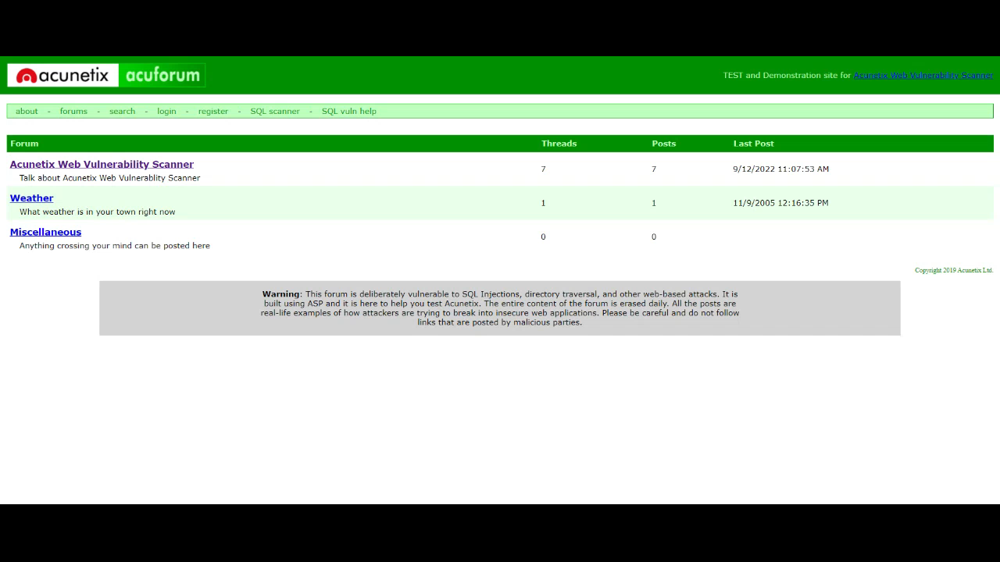 acunetix acuforum
TEST and Demonstration site for Acunetix Web Vulnerability Scanner
about - forums - search - login - register - SQL scanner - SQL vuln help
Forum Threads Posts Last Post
Acunetix Web Vulnerability Scanner 7 7 9/12/2022 11:07:53 AM
Talk about Acunetix Web Vulnerablity Scanner
Weather 1 1 11/9/2005 12:16:35 PM
What weather is in your town right now
Miscellaneous 0 0
Anything crossing your mind can be posted here
Copyright 2019 Acunetix Ltd.
Warning: This forum is deliberately vulnerable to SQL Injections, directory traversal, and other web-based attacks. It is
built using ASP and it is here to help you test Acunetix. The entire content of the forum is erased daily. All the posts are
real-life examples of how attackers are trying to break into insecure web applications. Please be careful and do not follow
links that are posted by malicious parties.